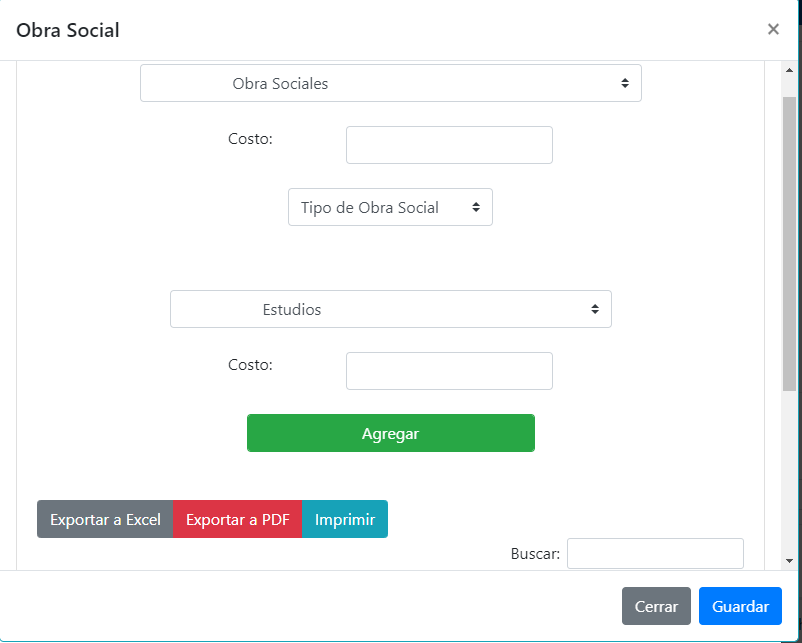 Obra Social
×
Obra Sociales
Costo:
Tipo de Obra Social
Estudios
Costo:
Agregar
Exportar a Excel Exportar a PDF Imprimir
Buscar:
Cerrar Guardar